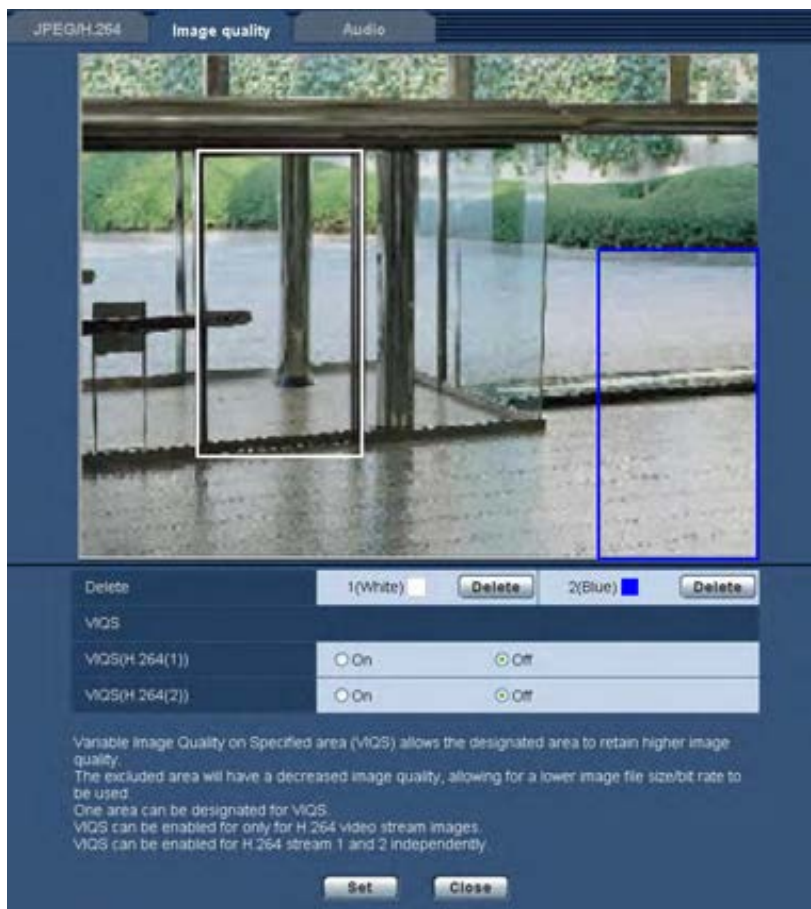 JPEG/H.264 Image quality Audio
Delete 1(White) Delete 2(Blue) Delete
VIQS
VIQS(H.264(1)) On Off
VIQS(H.264(2)) On Off
Variable Image Quality on Specified area (VIQS) allows the designated area to retain higher image
quality.
The excluded area will have a decreased image quality, allowing for a lower image file size/bit rate to
be used.
One area can be designated for VIQS.
VIQS can be enabled for only for H.264 video stream images.
VIQS can be enabled for H.264 stream 1 and 2 independently.
Set Close